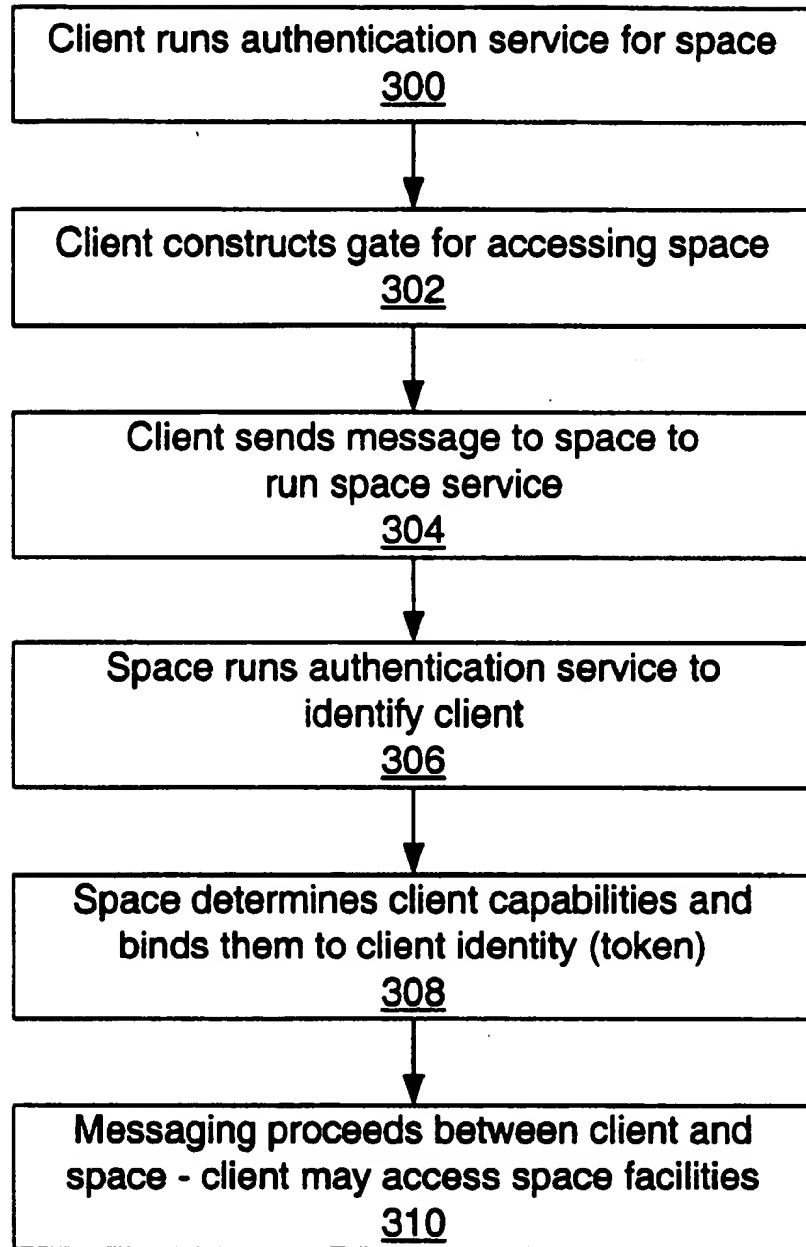 Client runs authentication service for space
300
Client constructs gate for accessing space
302
Client sends message to space to
run space service
304
Space runs authentication service to
identify client
306
Space determines client capabilities and
binds them to client identity (token)
308
Messaging proceeds between client and
space - client may access space facilities
310